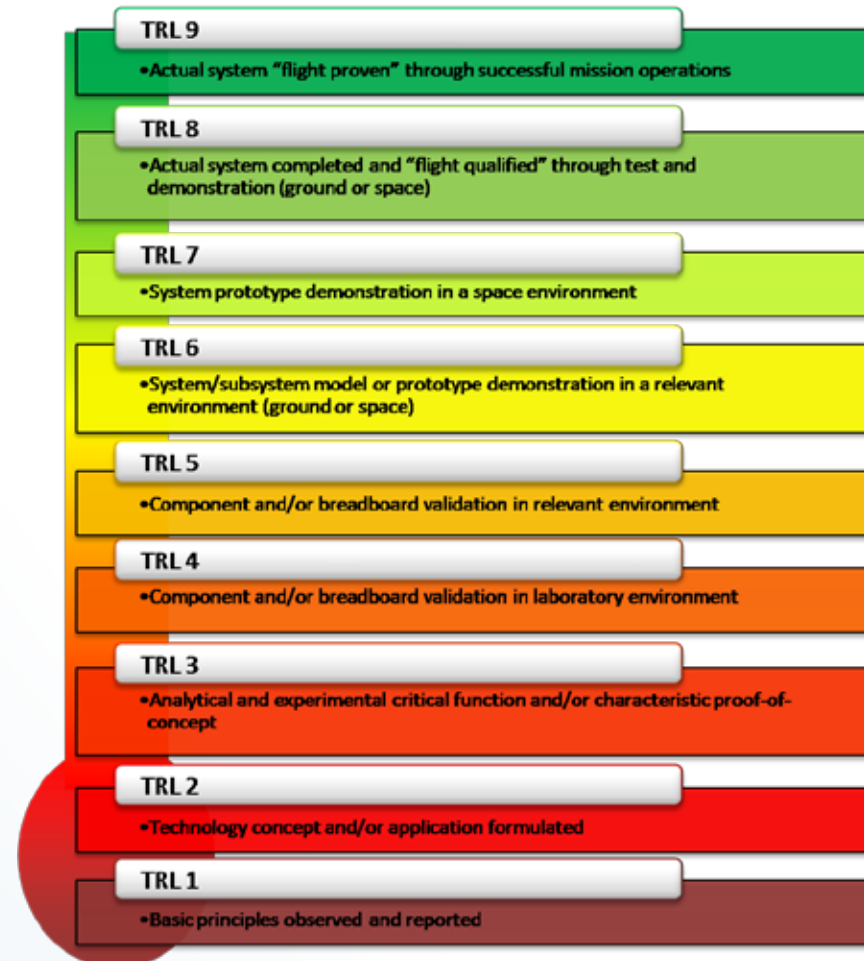 TRL 9
•Actual system “flight proven” through successful mission operations
TRL 8
•Actual system completed and “flight qualified” through test and
demonstration (ground or space)
TRL 7
•System prototype demonstration in a space environment
TRL 6
•System/subsystem model or prototype demonstration in a relevant
environment (ground or space)
TRL 5
•Component and/or breadboard validation in relevant environment
TRL 4
•Component and/or breadboard validation in laboratory environment
TRL 3
•Analytical and experimental critical function and/or characteristic proof-of-
concept
TRL 2
•Technology concept and/or application formulated
TRL 1
•Basic principles observed and reported